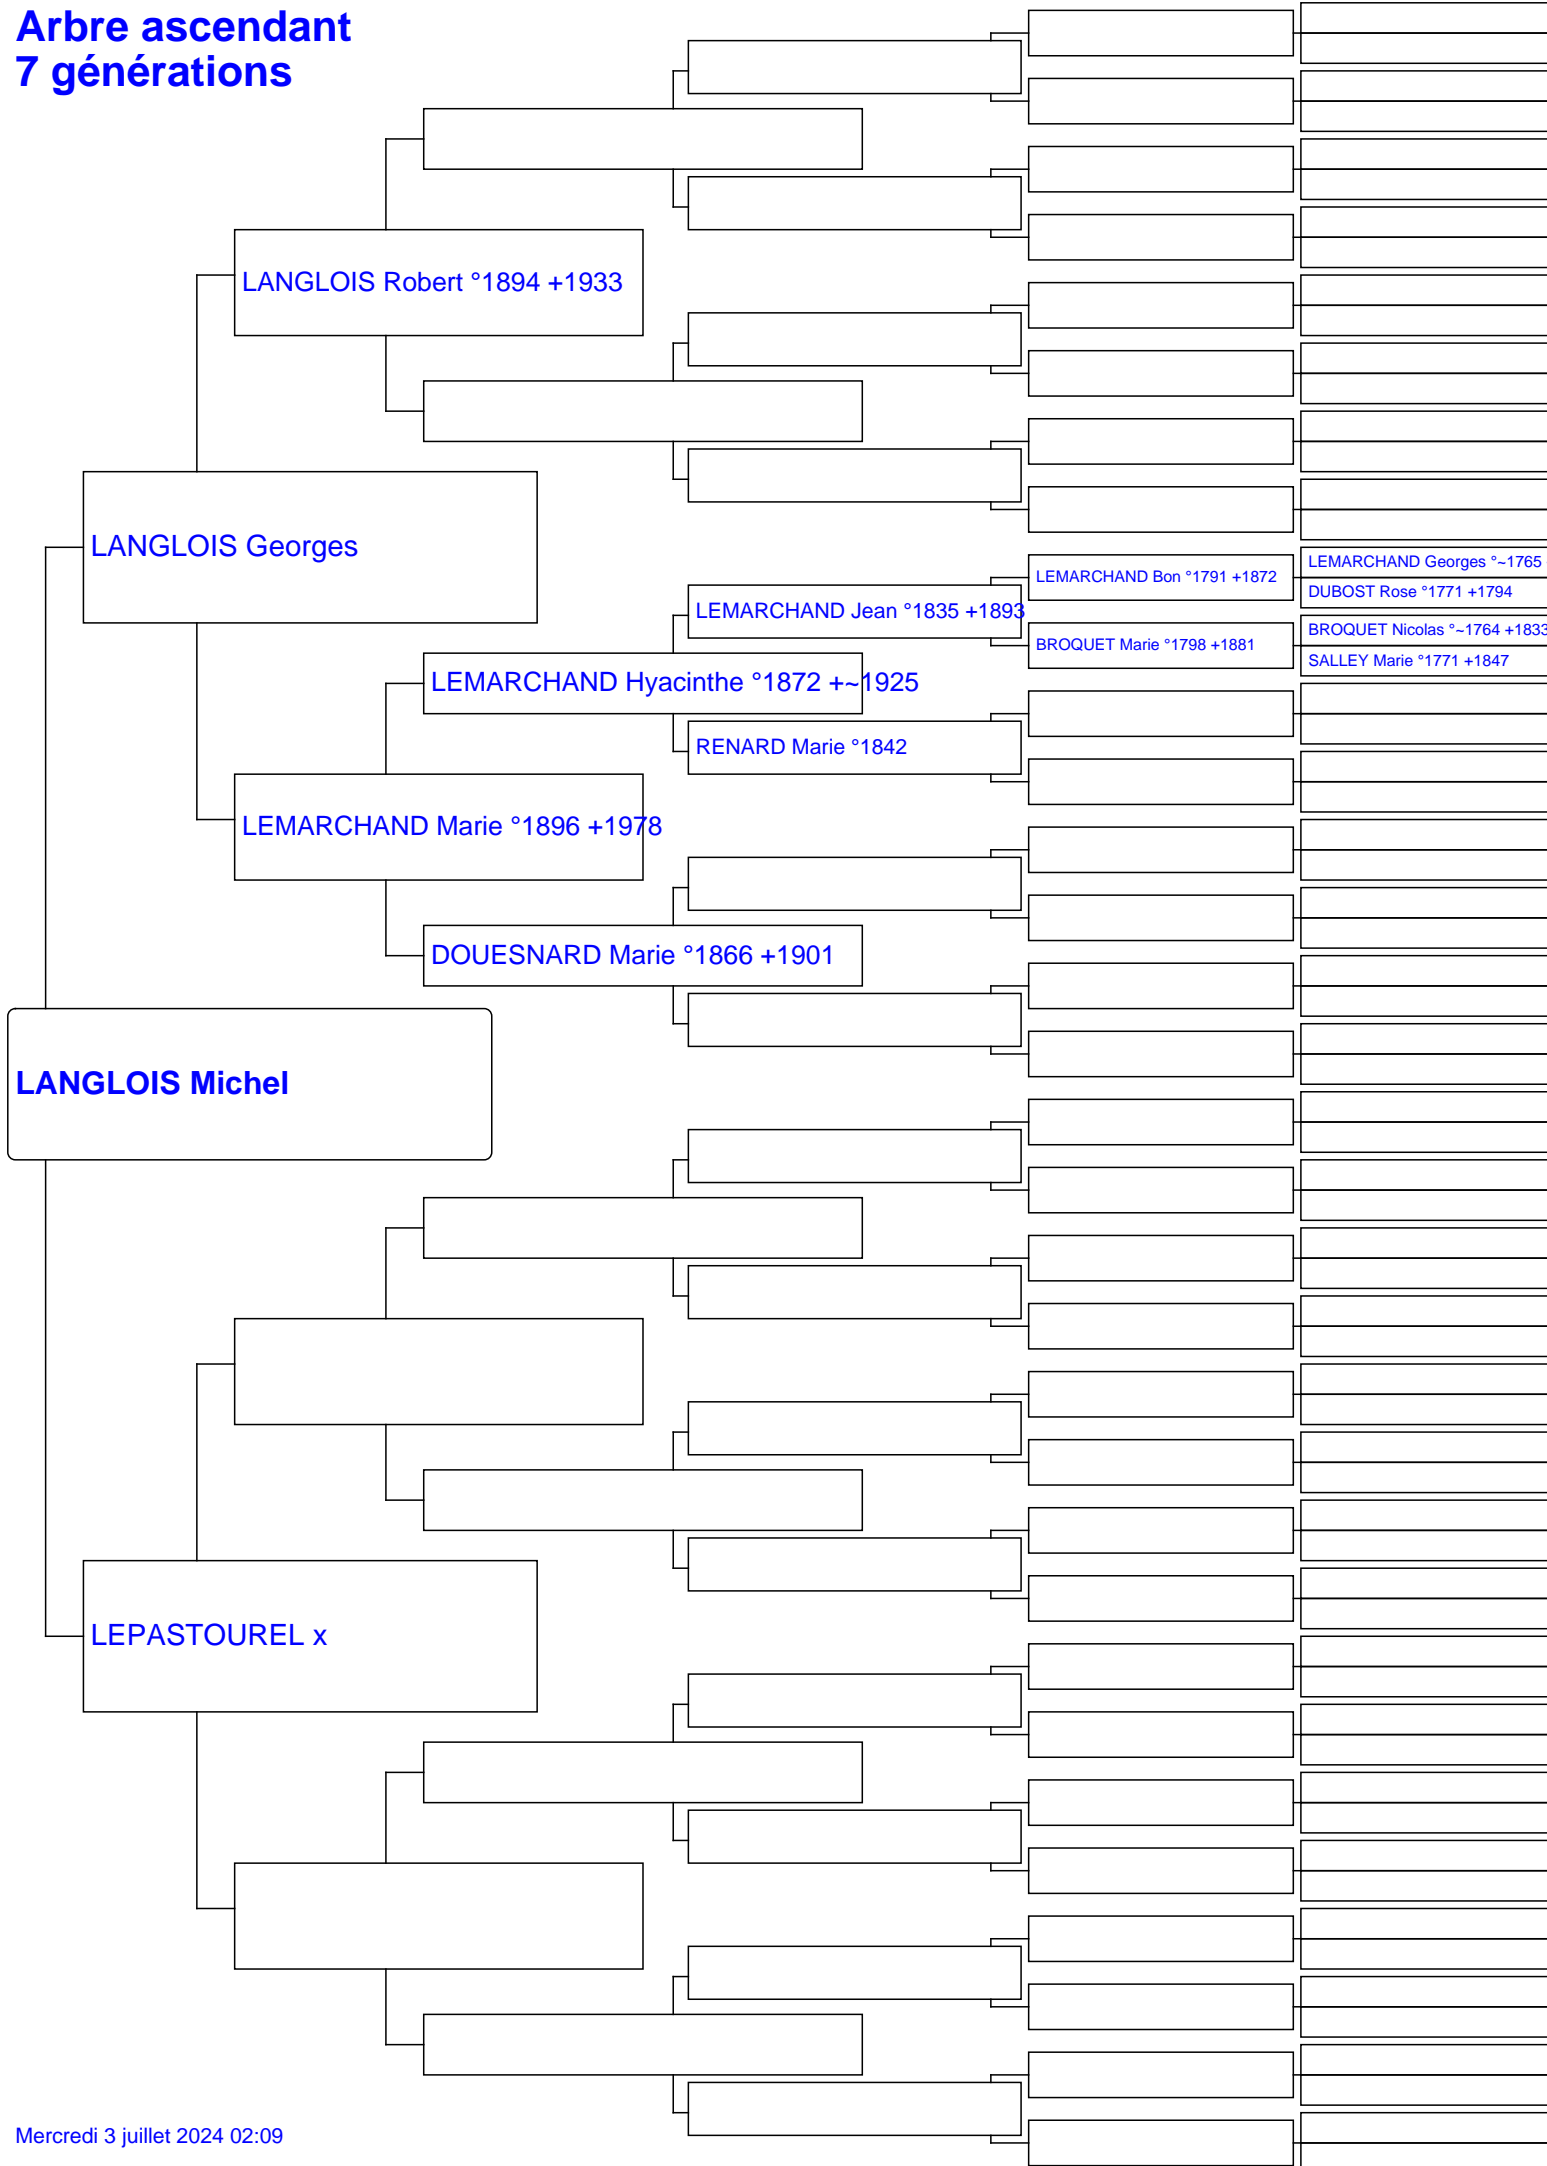 Arbre ascendant
7 générations
LANGLOIS Robert °1894 +1933
LANGLOIS Georges
LEMARCHAND Georges °~1765
LEMARCHAND Bon °1791 +1872
DUBOST Rose °1771 +1794
LEMARCHAND Jean °1835 +1893
BROQUET Nicolas °~1764 +1833
BROQUET Marie °1798 +1881
SALLEY Marie °1771 +1847
LEMARCHAND Hyacinthe °1872 +~1925
RENARD Marie °1842
LEMARCHAND Marie °1896 +1978
DOUESNARD Marie °1866 +1901
LANGLOIS Michel
LEPASTOUREL x
Mercredi 3 juillet 2024 02:09